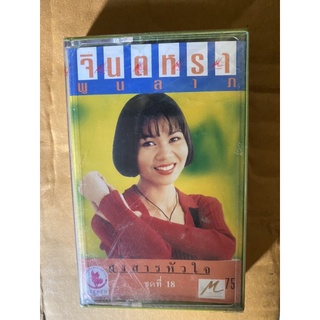 จินตหรา
พูนลาภ
สงสารหัวใจ
ชุดที่ 18
M
75